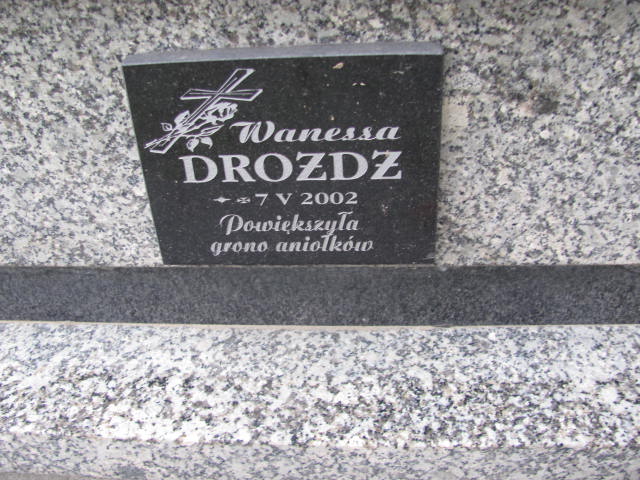 Wanessa
DROŻDŻ
7 V 2002
Powiększyła
grono aniołków